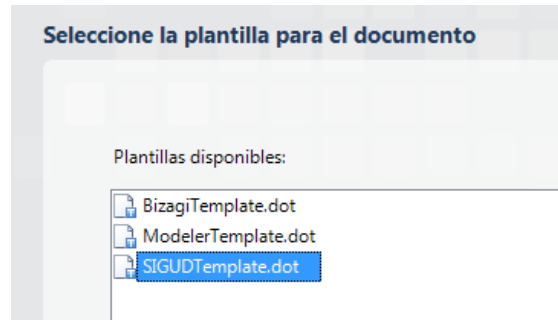 Seleccione la plantilla para el documento
Plantillas disponibles:
BizagiTemplate.dot
ModelerTemplate.dot
SIGUDTemplate.dot